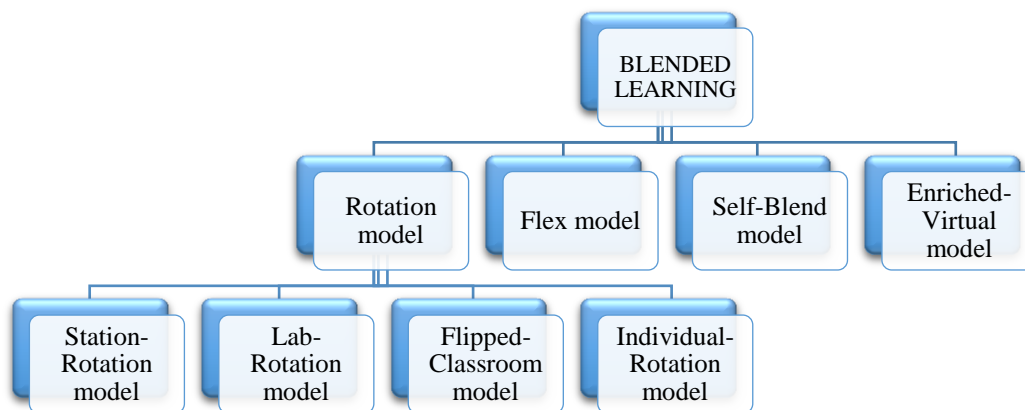 BLENDED
LEARNING
Rotation
model
Flex model
Self-Blend
model
Enriched-
Virtual
model
Station-
Rotation
model
Lab-
Rotation
model
Flipped-
Classroom
model
Individual-
Rotation
model